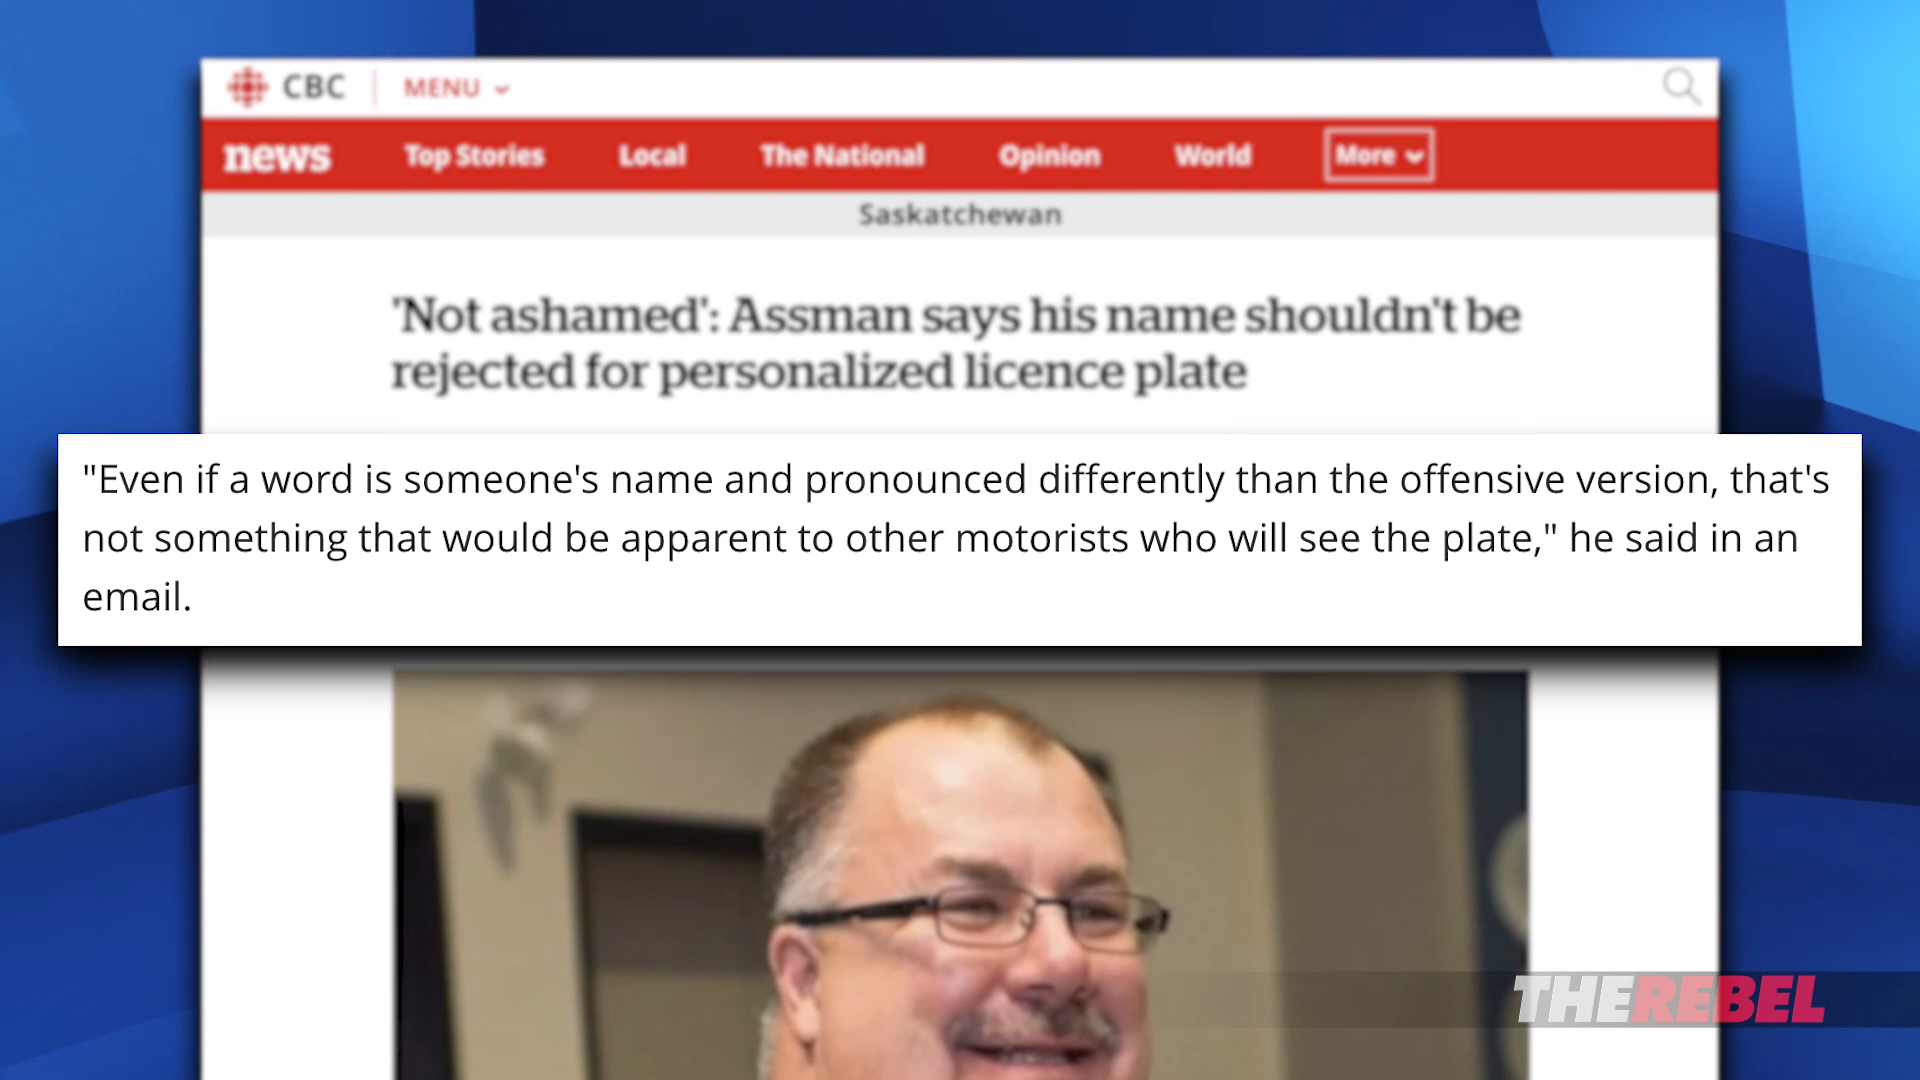 CBC MENU
news Top Stories Local The National Opinion World More
Saskatchewan
'Not ashamed': Assman says his name shouldn't be
rejected for personalized licence plate
"Even if a word is someone's name and pronounced differently than the offensive version, that's
not something that would be apparent to other motorists who will see the plate," he said in an
email.
THEREBEL